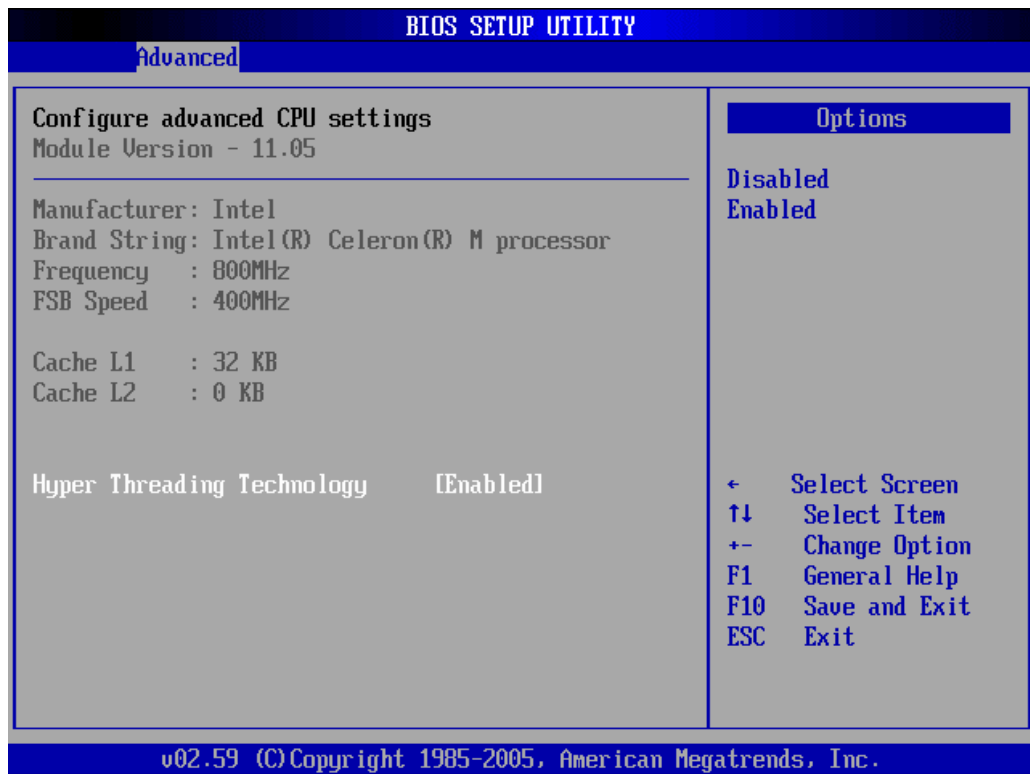 BIOS SETUP UTILITY
Advanced
Configure advanced CPU settings
Module Version - 11.05
Manufacturer: Intel
Brand String: Intel(R) Celeron(R) M processor
Frequency : 800MHz
FSB Speed : 400MHz
Cache L1 : 32 KB
Cache L2 : 0 KB
Hyper Threading Technology [Enabled]
Options
Disabled
Enabled
← Select Screen
↑↓ Select Item
+- Change Option
F1 General Help
F10 Save and Exit
ESC Exit
v02.59 (C)Copyright 1985-2005, American Megatrends, Inc.